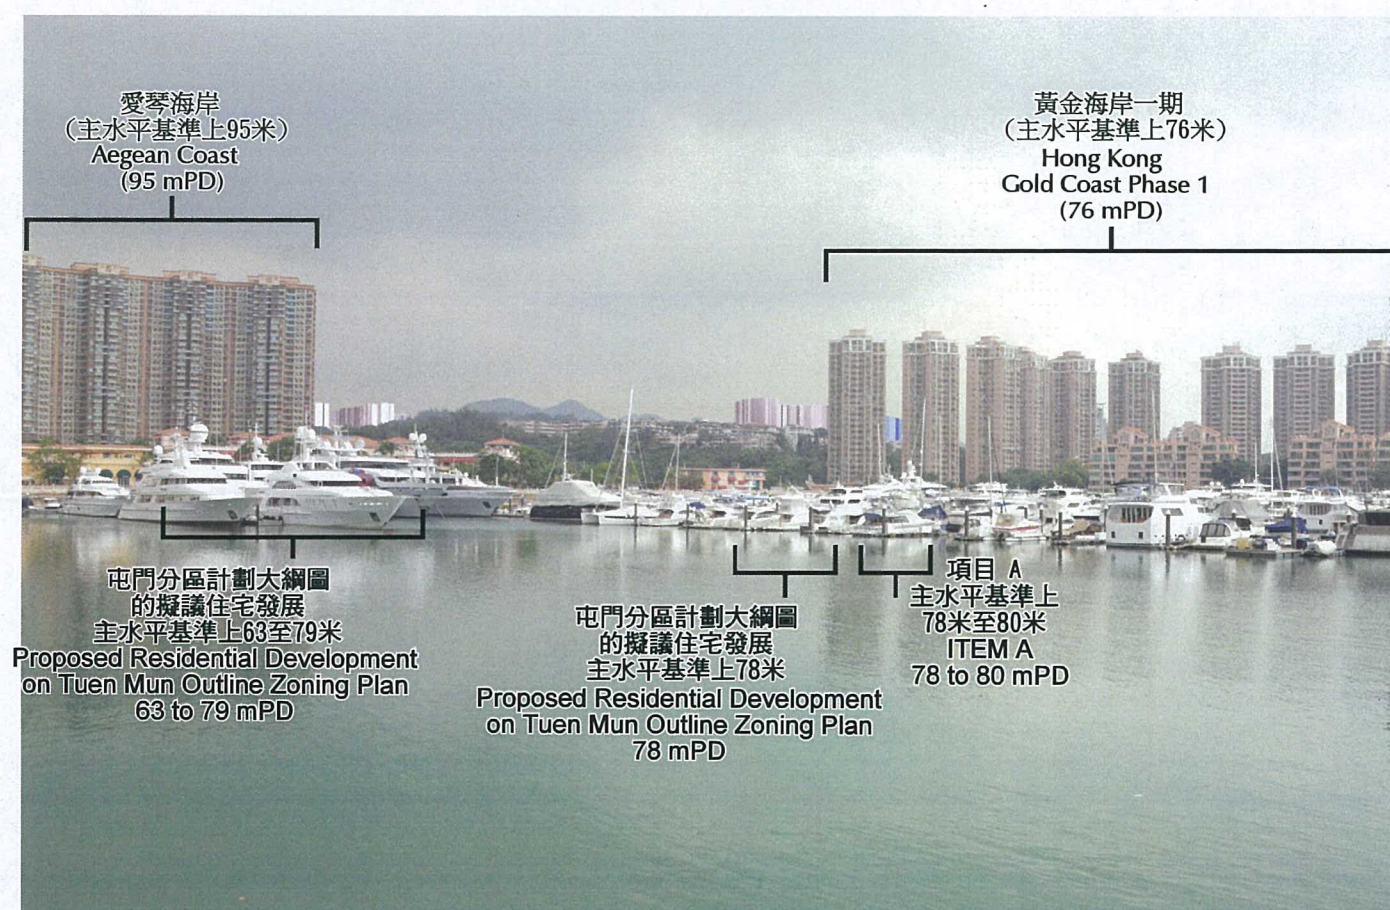 愛琴海岸
(主水平基準上95米)
Aegean Coast
(95 mPD)
黃金海岸一期
(主水平基準上76米)
Hong Kong
Gold Coast Phase 1
(76 mPD)
屯門分區計劃大綱圖
的擬議住宅發展
主水平基準上63至79米
Proposed Residential Development
on Tuen Mun Outline Zoning Plan
63 to 79 mPD
屯門分區計劃大綱圖
的擬議住宅發展
主水平基準上78米
Proposed Residential Development
on Tuen Mun Outline Zoning Plan
78 mPD
項目 A
主水平基準上
78米至80米
ITEM A
78 to 80 mPD